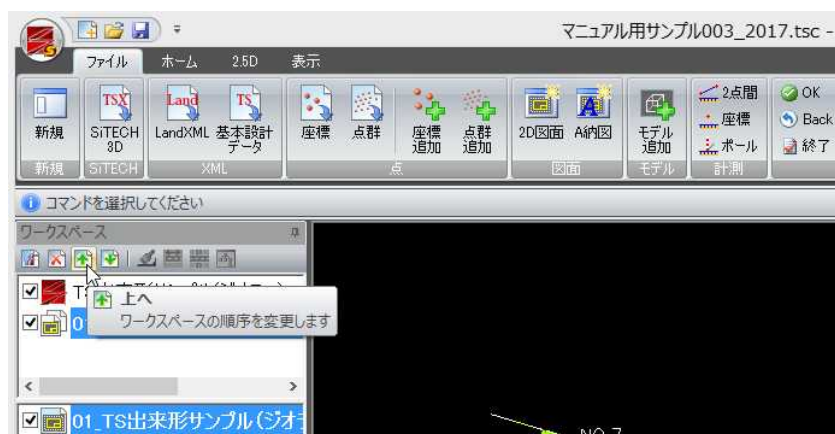 マニュアル用サンプル003_2017.tsc -
ファイル ホーム 2.5D 表示
新規 SiTECH 3D LandXML 基本設計データ 座標 点群 座標追加 点群追加 2D図面 A納図 モデル追加 2点間 座標 ポール OK Back 終了
新規 SiTECH XML 点 図面 モデル 計測
コマンドを選択してください
ワークスペース
上へ
ワークスペースの順序を変更します
01_TS出来形サンプル(ジオ
NO.7